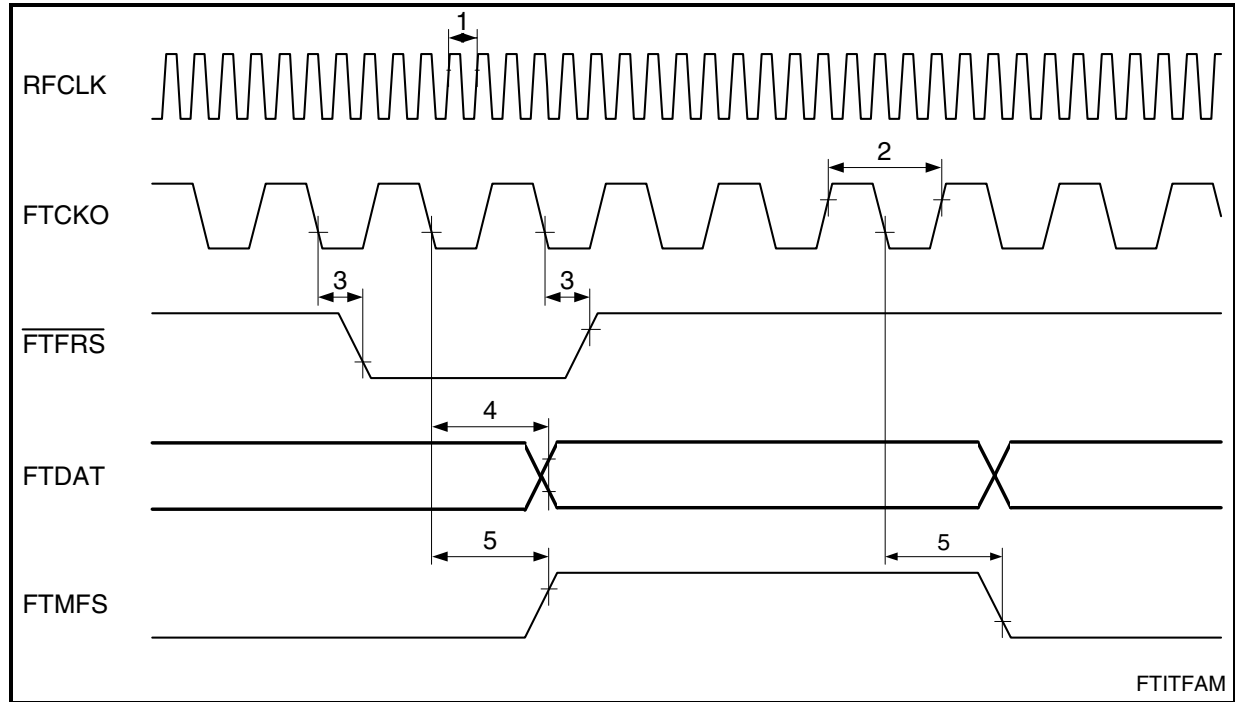 1
RFCLK
2
FTCKO
3 3
FTFRS
4
FTDAT
5 5
FTMFS
FTITFAM